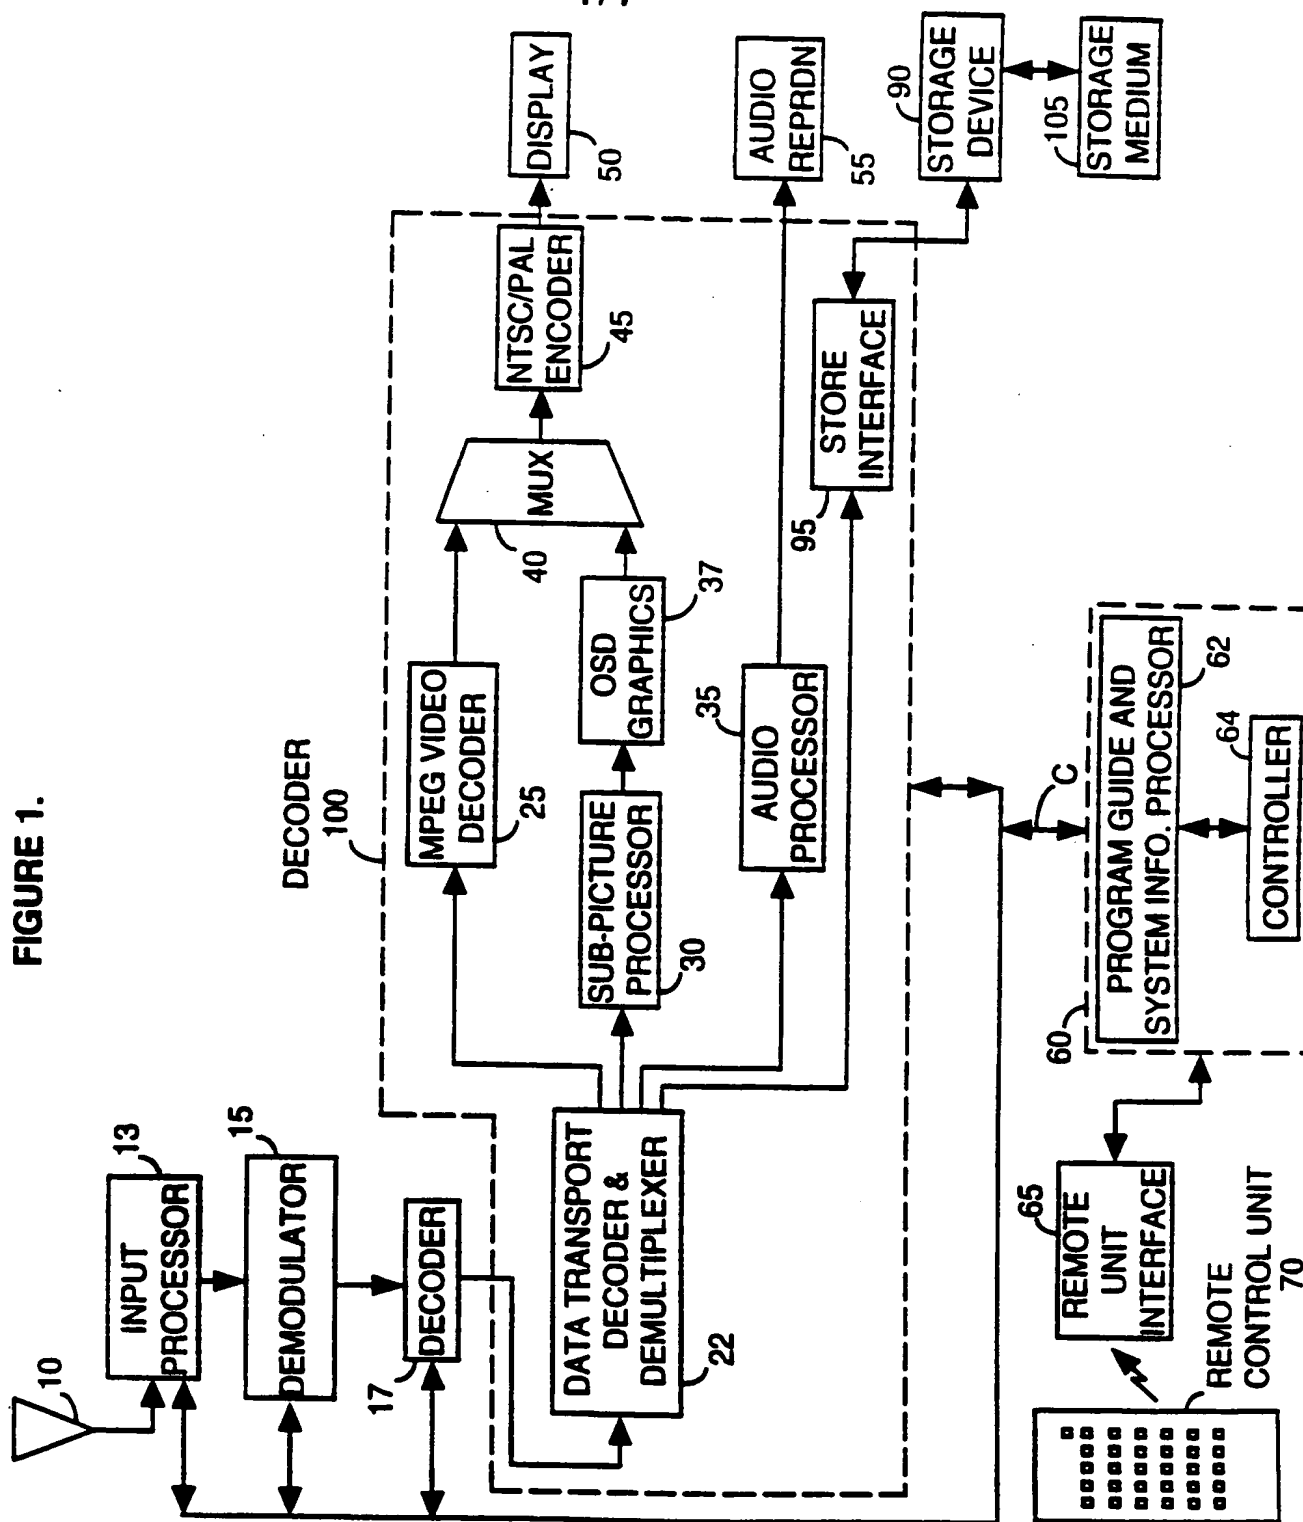 FIGURE 1.
10
INPUT
PROCESSOR
13
DEMODULATOR
15
DECODER
17
DECODER
100
DATA TRANSPORT
DECODER &
DEMULTIPLEXER
22
MPEG VIDEO
DECODER
25
SUB-PICTURE
PROCESSOR
30
OSD
GRAPHICS
37
MUX
40
NTSC/PAL
ENCODER
45
DISPLAY
50
AUDIO
PROCESSOR
35
AUDIO
REPRDN
55
STORE
INTERFACE
95
STORAGE
DEVICE
90
STORAGE
MEDIUM
105
C
60
PROGRAM GUIDE AND
SYSTEM INFO. PROCESSOR
62
CONTROLLER
64
REMOTE
UNIT
INTERFACE
65
REMOTE
CONTROL UNIT
70